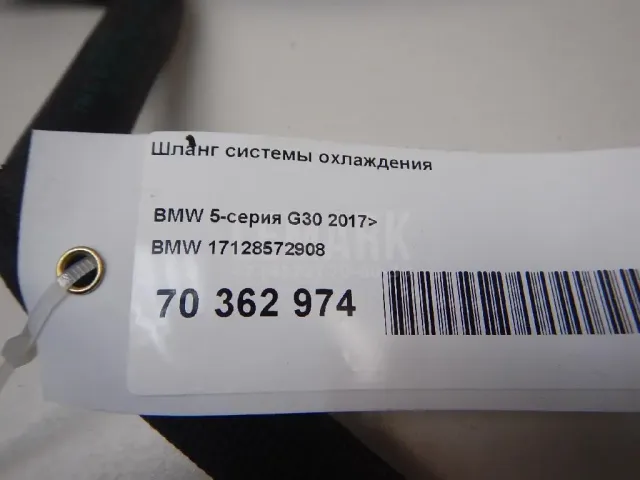 Шланг системы охлаждения
BMW 5-серия G30 2017>
BMW 17128572908
70 362 974